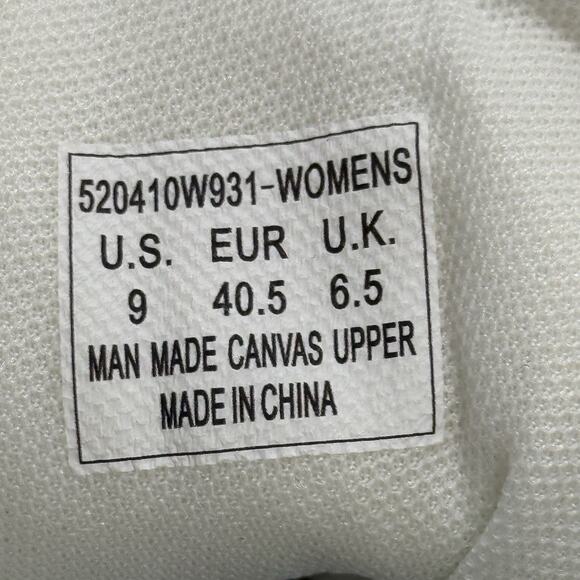 520410W931-WOMENS
U.S. EUR U.K.
9 40.5 6.5
MAN MADE CANVAS UPPER
MADE IN CHINA